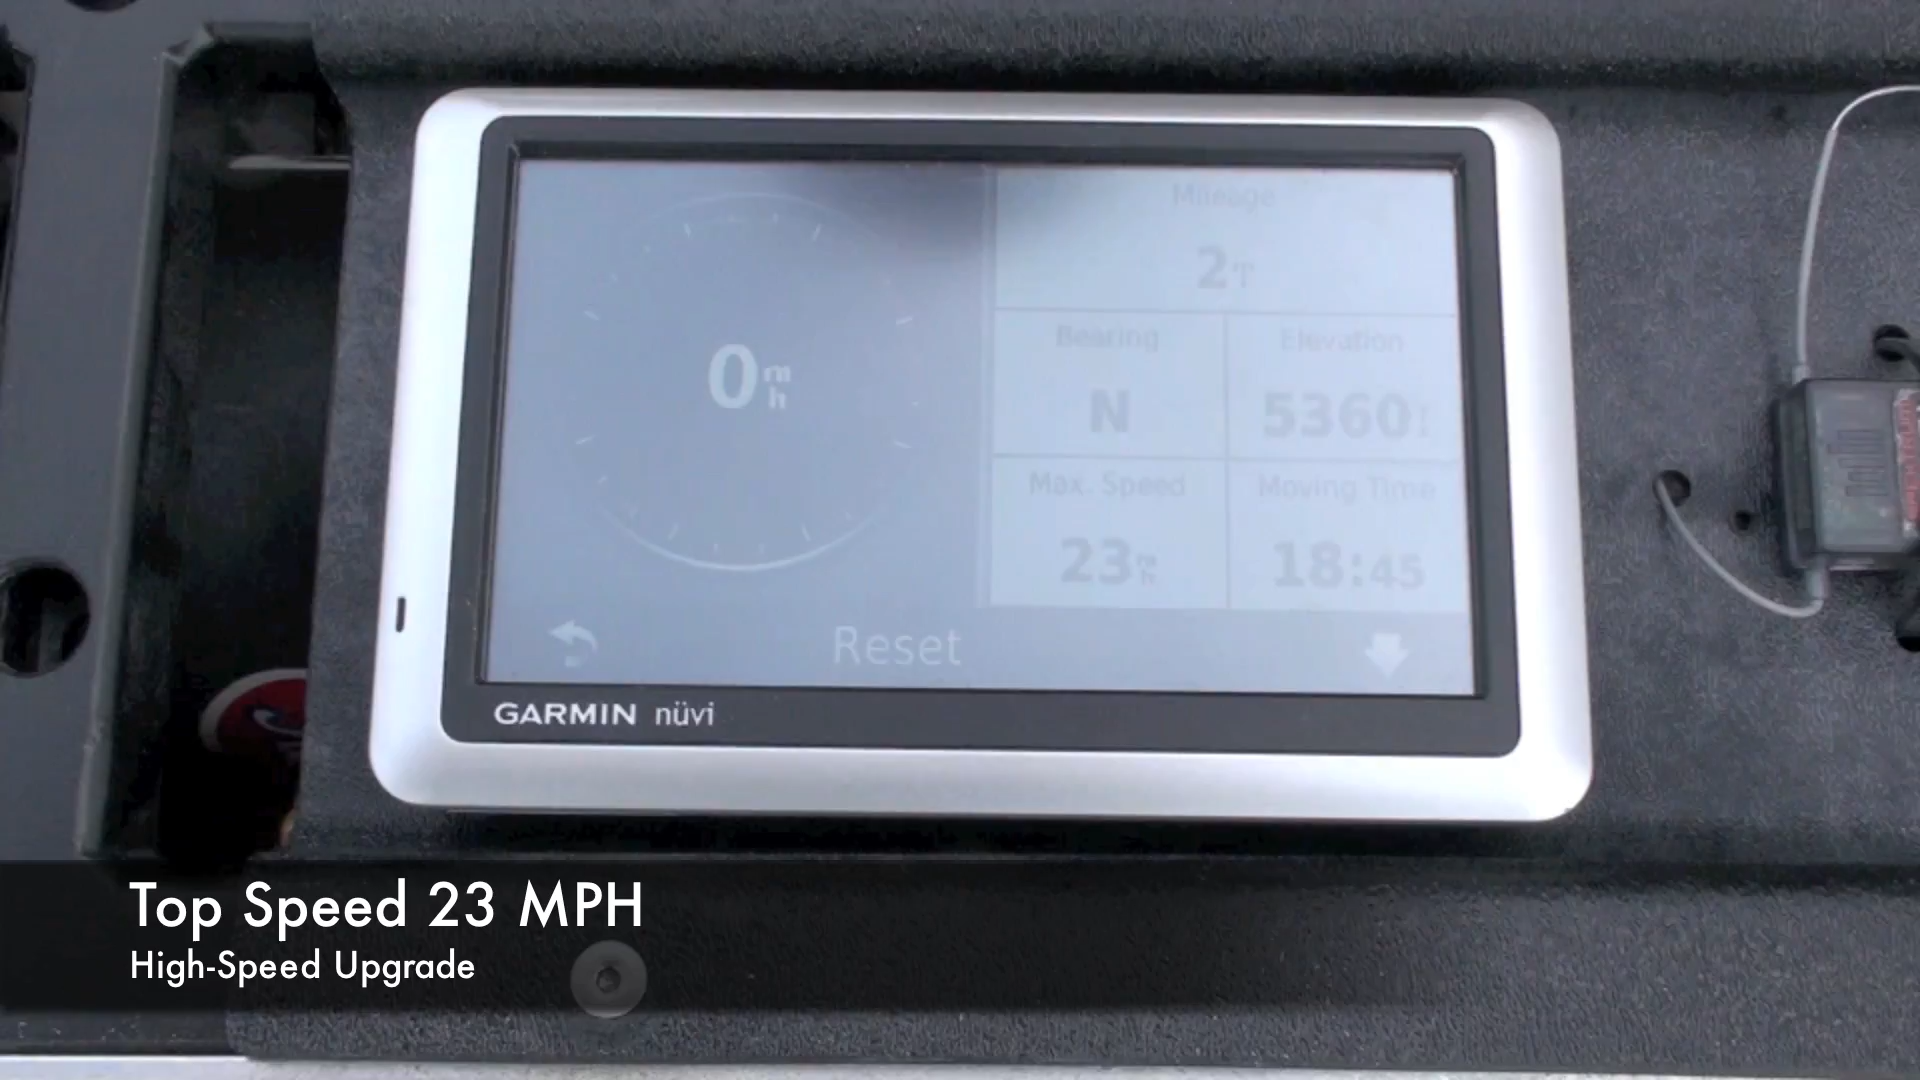 Mileage
2
Bearing
Elevation
0 m h
N
5360
Max. Speed
Moving Time
23 m h
18:45
Reset
GARMIN nüvi
Top Speed 23 MPH
High-Speed Upgrade